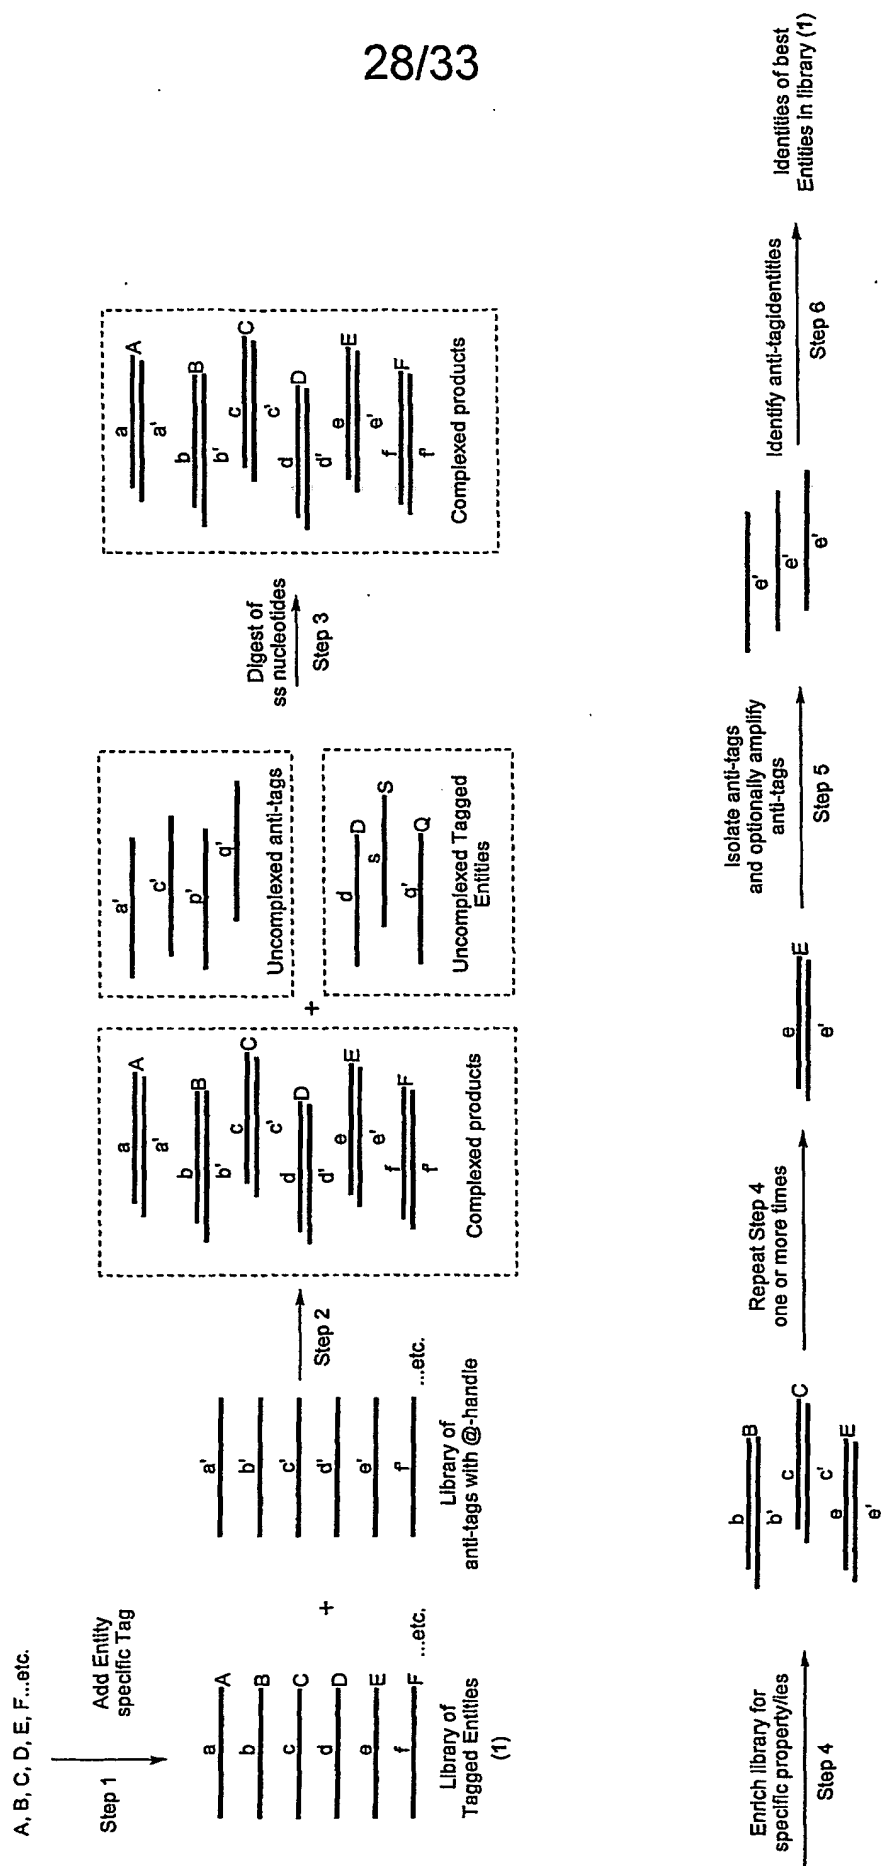 28/33
A, B, C, D, E, F...etc.
Step 1
Add Entity
specific Tag
a
A
b
B
c
C
d
D
e
E
f
F
...etc.
Library of
Tagged Entities
(1)
+
a'
b'
c'
d'
e'
f'
...etc.
Library of
anti-tags with @-handle
Step 2
a
A
a'
b
B
b'
c
C
c'
d
D
d'
e
E
e'
f
F
f'
Complexed products
+
a'
c'
p'
q'
Uncomplexed anti-tags
d
D
s
S
q'
Q
Uncomplexed Tagged
Entities
Digest of
ss nucleotides
Step 3
a
A
a'
b
B
b'
c
C
c'
d
D
d'
e
E
e'
f
F
f'
Complexed products
Enrich library for
specific property/ies
Step 4
b
B
b'
c
C
c'
e
E
e'
Repeat Step 4
one or more times
e
E
e'
Isolate anti-tags
and optionally amplify
anti-tags
Step 5
e'
e'
e'
Identify anti-tagidentities
Step 6
Identities of best
Entities in library (1)